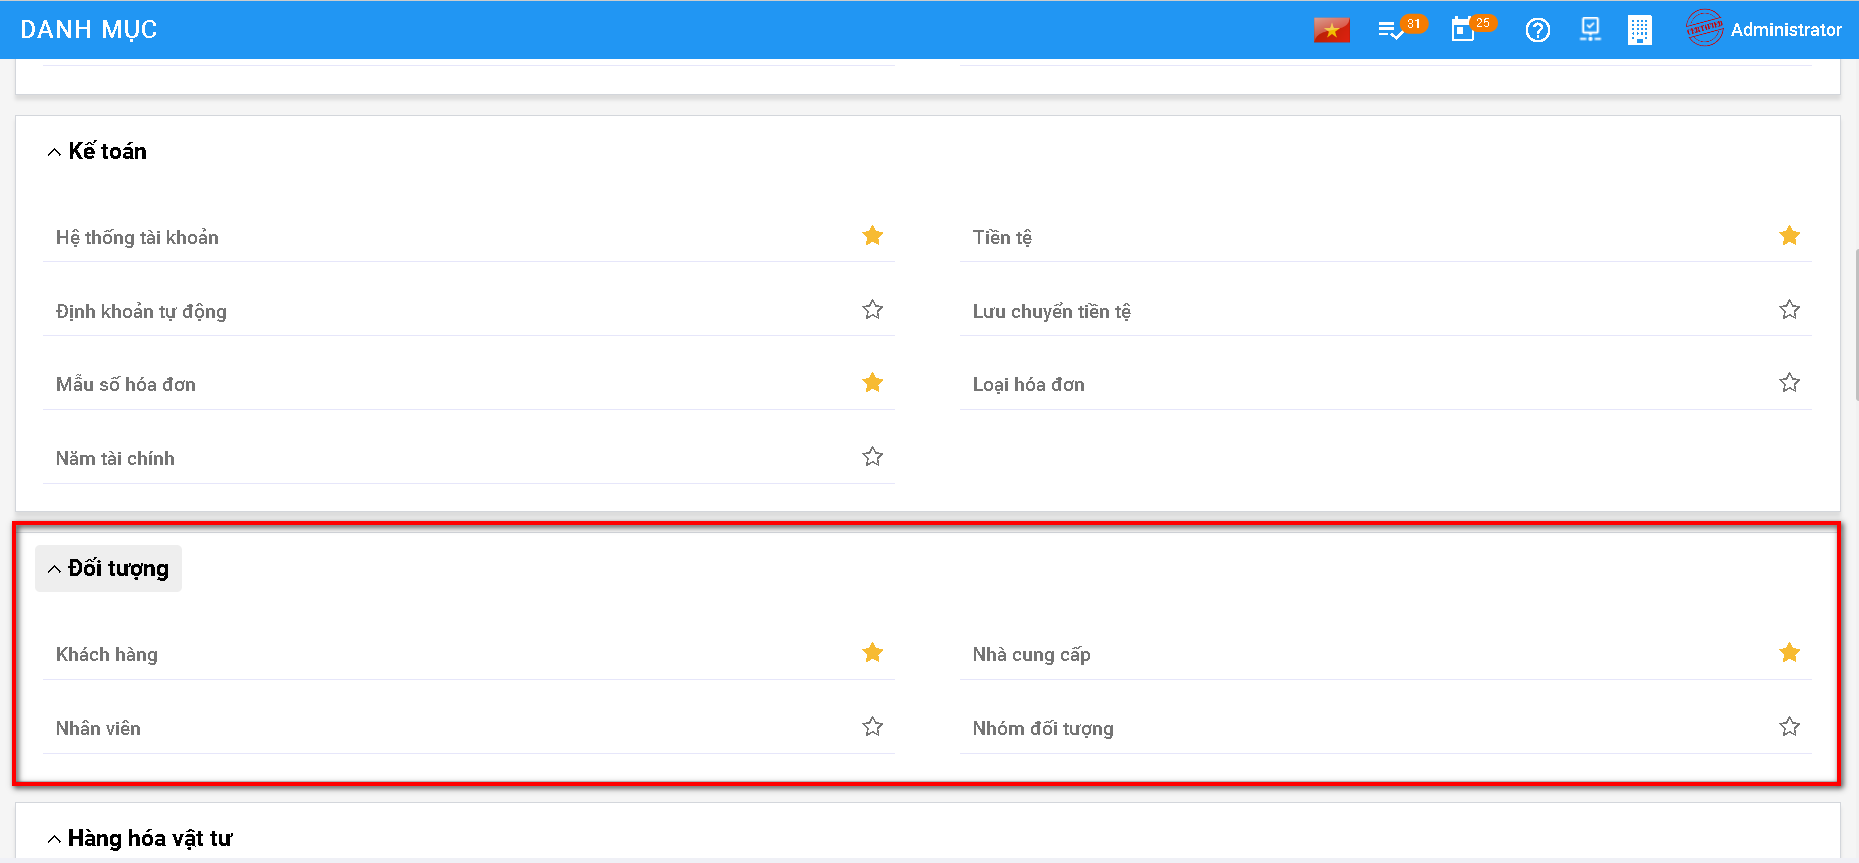 DANH MỤC
31
25
CERTIFIED
Administrator
Kế toán
Hệ thống tài khoản
Tiền tệ
Định khoản tự động
Lưu chuyển tiền tệ
Mẫu số hóa đơn
Loại hóa đơn
Năm tài chính
Đối tượng
Khách hàng
Nhà cung cấp
Nhân viên
Nhóm đối tượng
Hàng hóa vật tư